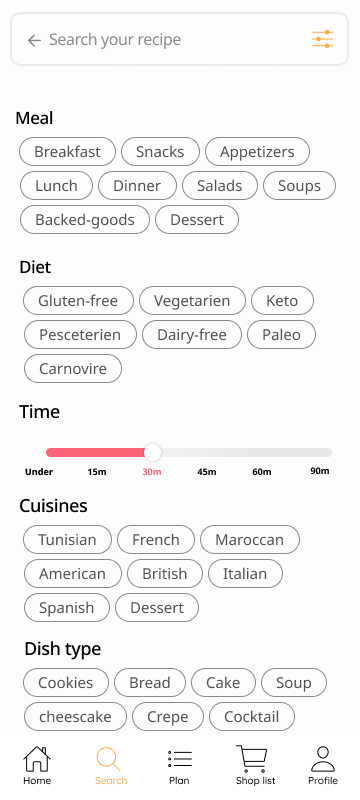 Search your recipe
Meal
Breakfast Snacks Appetizers
Lunch Dinner Salads Soups
Backed-goods Dessert
Diet
Gluten-free Vegetarien Keto
Pesceterien Dairy-free Paleo
Carnovire
Time
Under 15m 30m 45m 60m 90m
Cuisines
Tunisian French Maroccan
American British Italian
Spanish Dessert
Dish type
Cookies Bread Cake Soup
cheescake Crepe Cocktail
Home Search Plan Shop list Profile